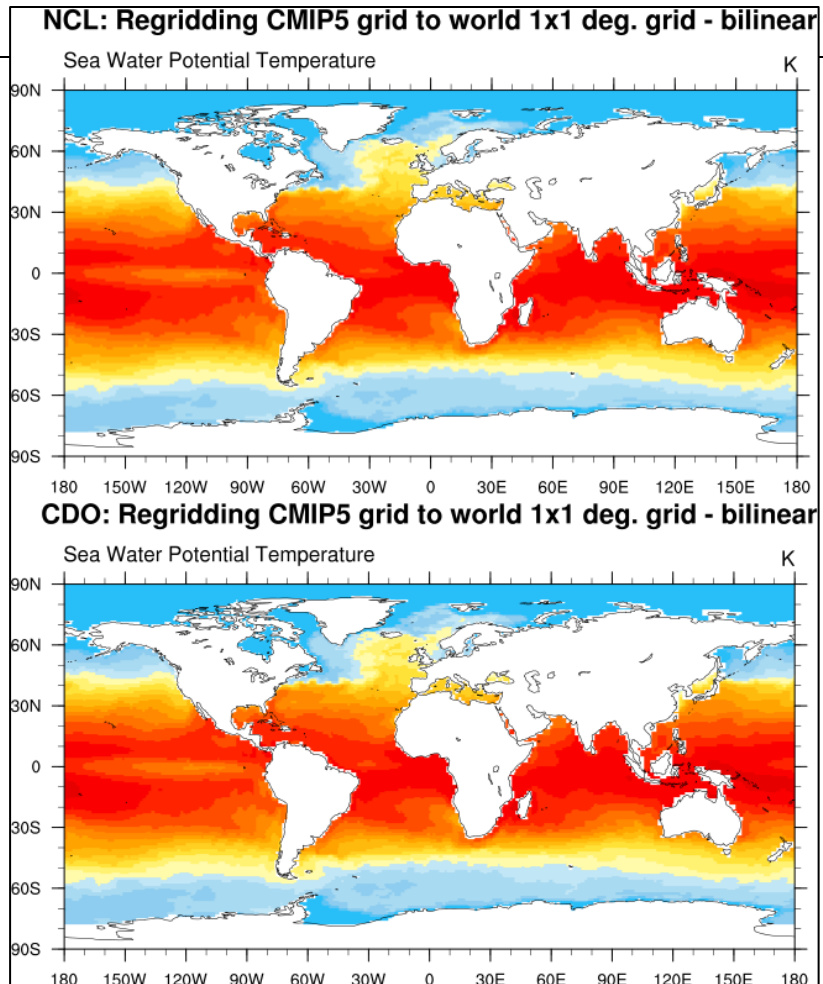 NCL: Regridding CMIP5 grid to world 1x1 deg. grid - bilinear
Sea Water Potential Temperature K
90N
60N
30N
0
30S
60S
90S
180 150W 120W 90W 60W 30W 0 30E 60E 90E 120E 150E 180
CDO: Regridding CMIP5 grid to world 1x1 deg. grid - bilinear
Sea Water Potential Temperature K
90N
60N
30N
0
30S
60S
90S
180 150W 120W 90W 60W 30W 0 30E 60E 90E 120E 150E 180